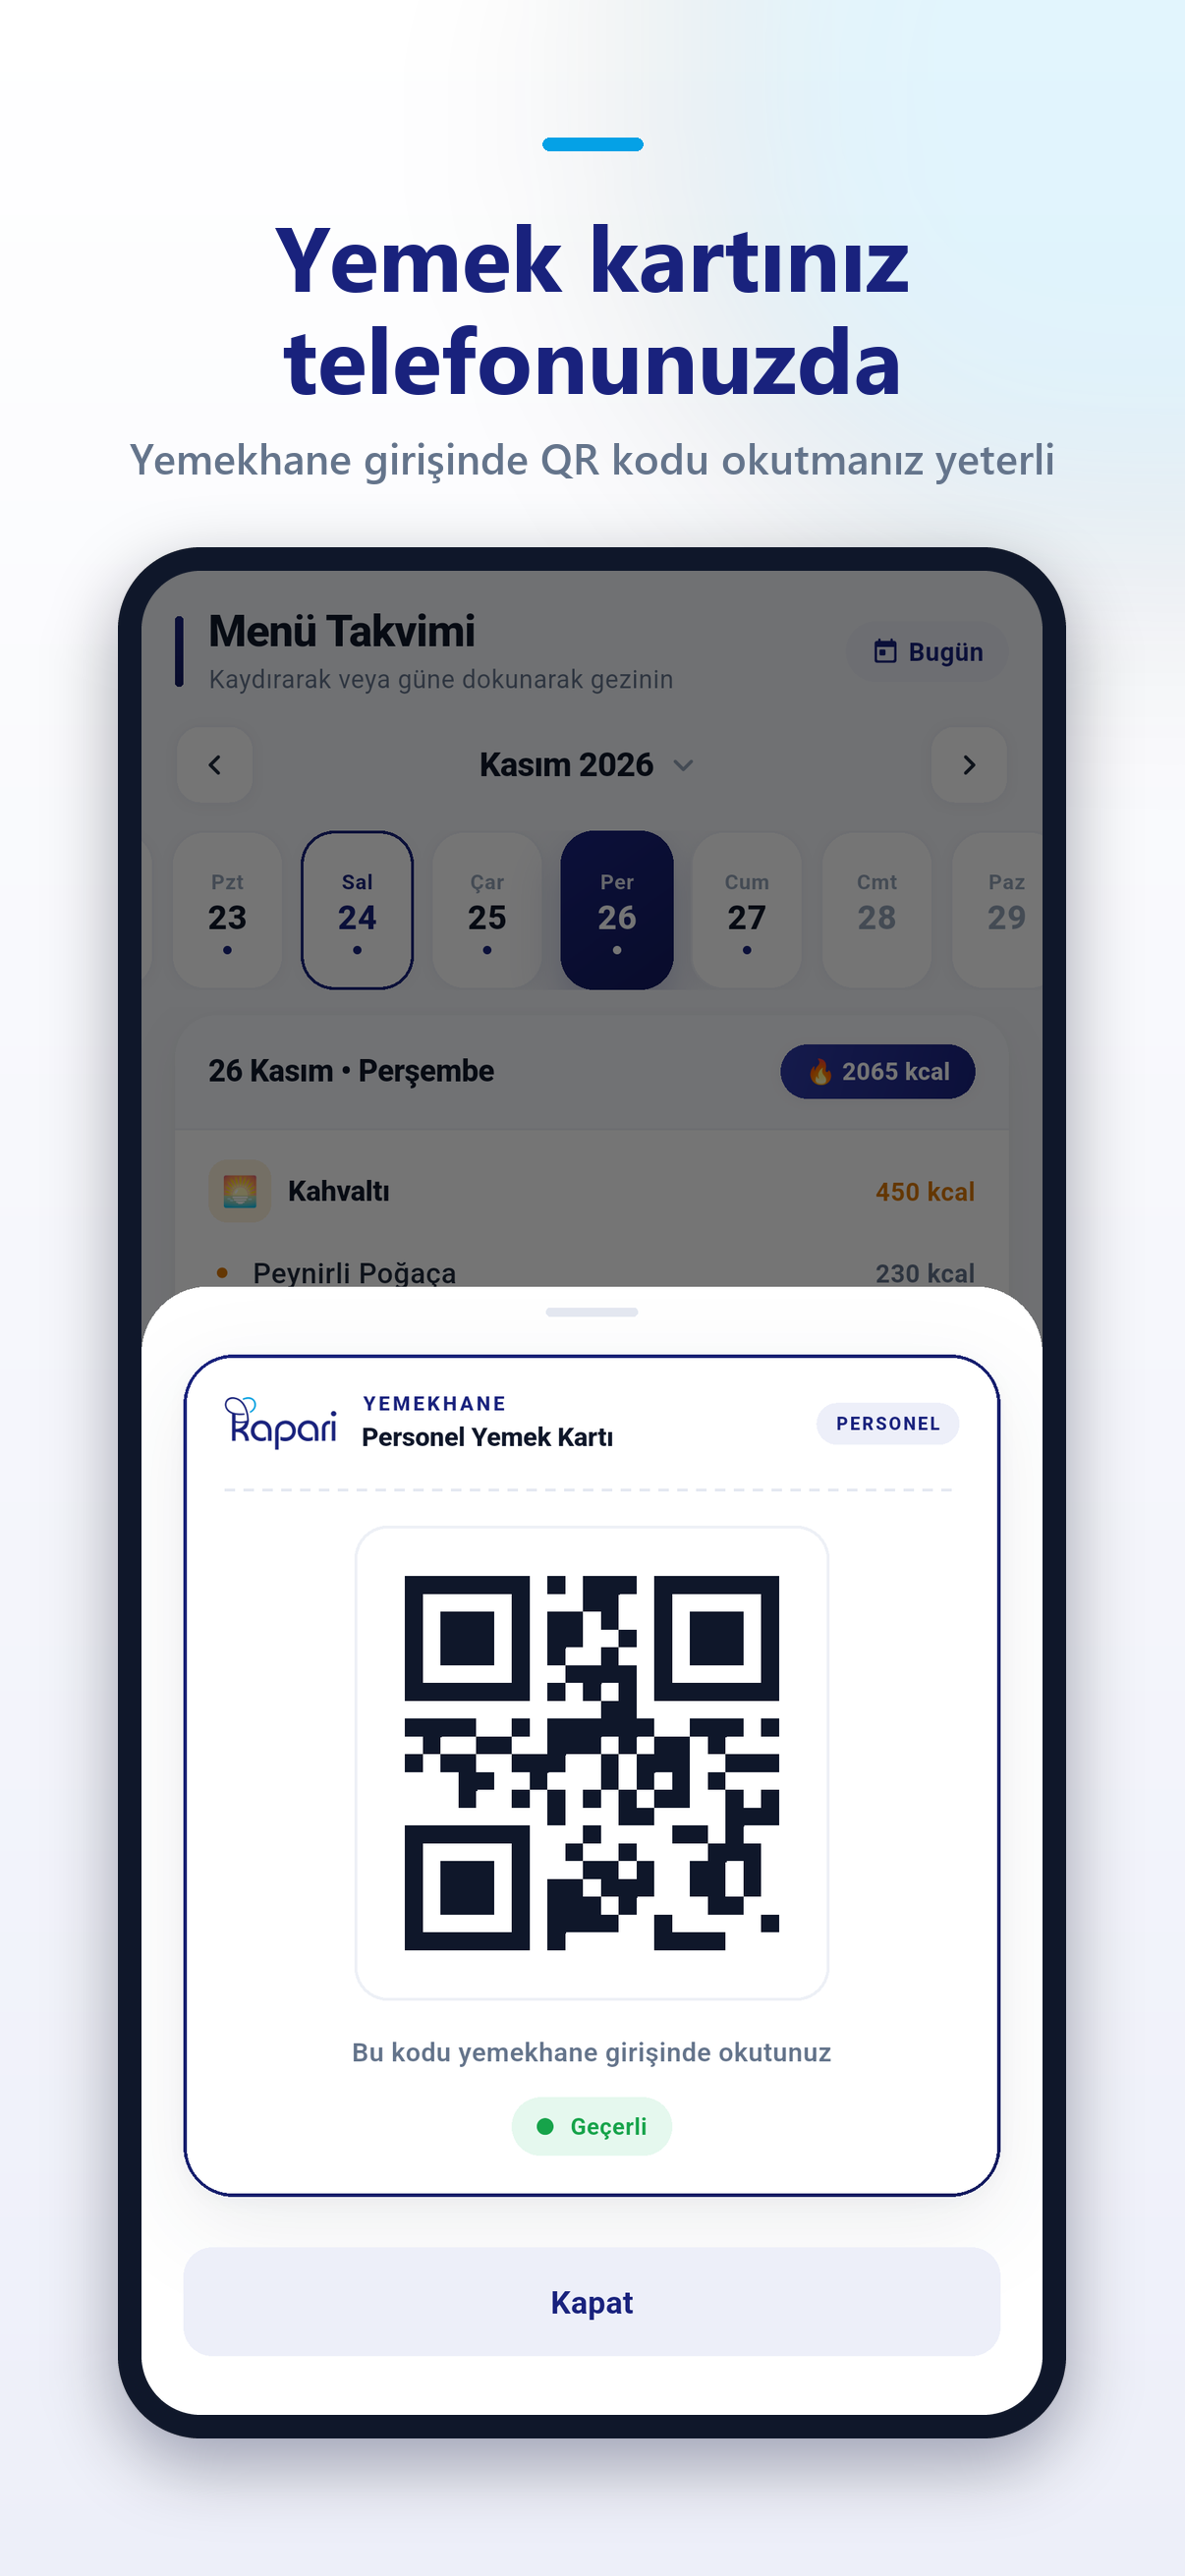 Yemek kartınız
telefonunuzda
Yemekhane girişinde QR kodu okutmanız yeterli
Menü Takvimi
Kaydırarak veya güne dokunarak gezinin
Bugün
Kasım 2026
Pzt Sal Çar Per Cum Cmt Paz
23 24 25 26 27 28 29
26 Kasım • Perşembe
🔥 2065 kcal
Kahvaltı 450 kcal
Peynirli Poğaça 230 kcal
kapari
YEMEKHANE
Personel Yemek Kartı
PERSONEL
Bu kodu yemekhane girişinde okutunuz
Geçerli
Kapat